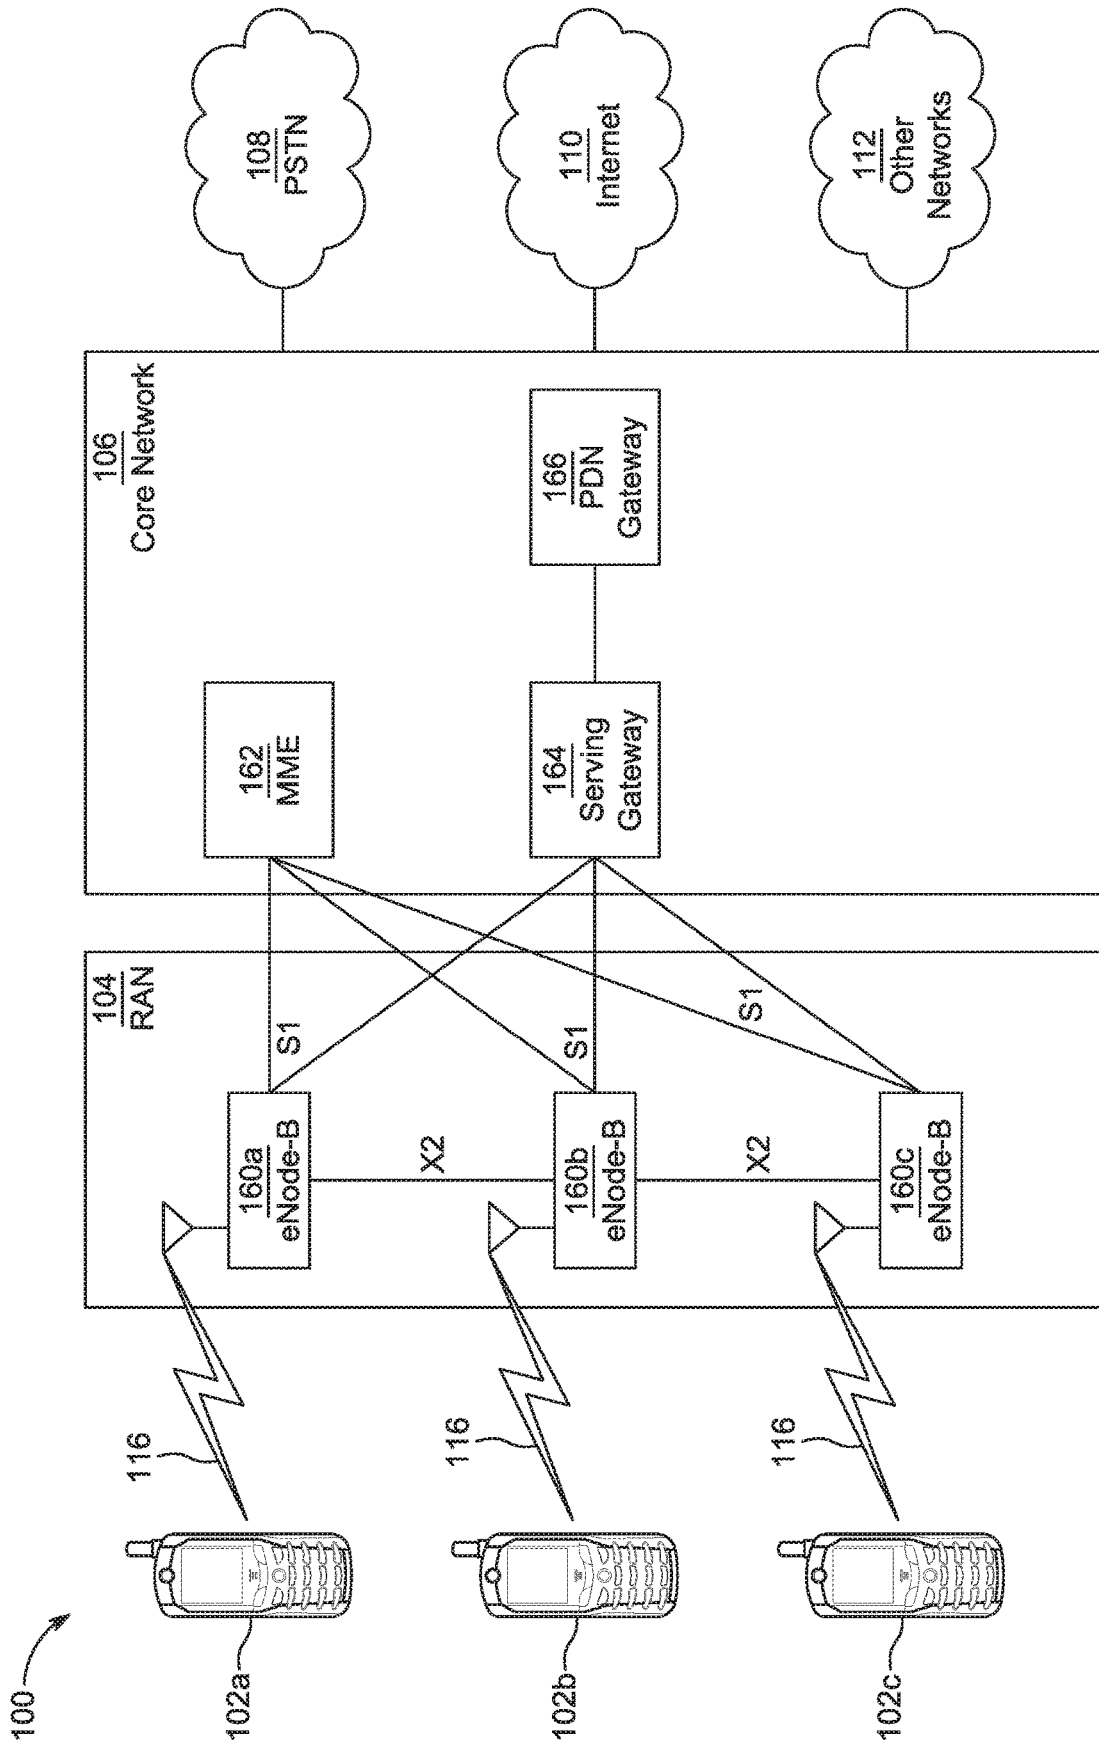 100
102a
116
102b
116
102c
116
104
RAN
160a
eNode-B
X2
160b
eNode-B
X2
160c
eNode-B
S1
S1
S1
106
Core Network
162
MME
164
Serving
Gateway
166
PDN
Gateway
108
PSTN
110
Internet
112
Other
Networks